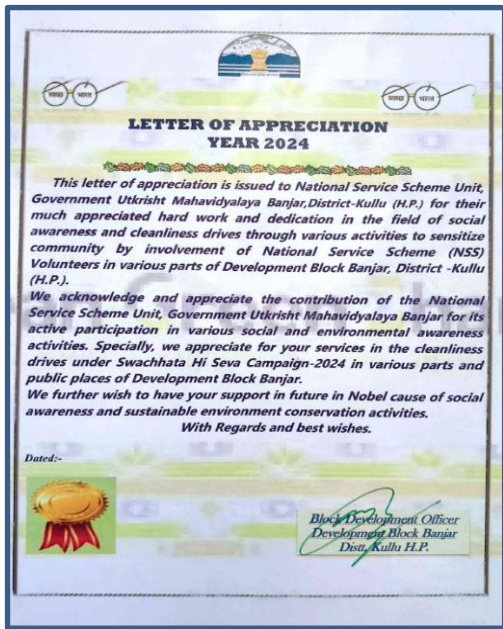 स्वच्छ भारत
स्वच्छ भारत
LETTER OF APPRECIATION
YEAR 2024
This letter of appreciation is issued to National Service Scheme Unit,
Government Utkrisht Mahavidyalaya Banjar,District-Kullu (H.P.) for their
much appreciated hard work and dedication in the field of social
awareness and cleanliness drives through various activities to sensitize
community by involvement of National Service Scheme (NSS)
Volunteers in various parts of Development Block Banjar, District -Kullu
(H.P.).
We acknowledge and appreciate the contribution of the National
Service Scheme Unit, Government Utkrisht Mahavidyalaya Banjar for its
active participation in various social and environmental awareness
activities. Specially, we appreciate for your services in the cleanliness
drives under Swachhata Hi Seva Campaign-2024 in various parts and
public places of Development Block Banjar.
We further wish to have your support in future in Nobel cause of social
awareness and sustainable environment conservation activities.
With Regards and best wishes.
Dated:-
Block Development Officer
Development Block Banjar
Distt. Kullu H.P.